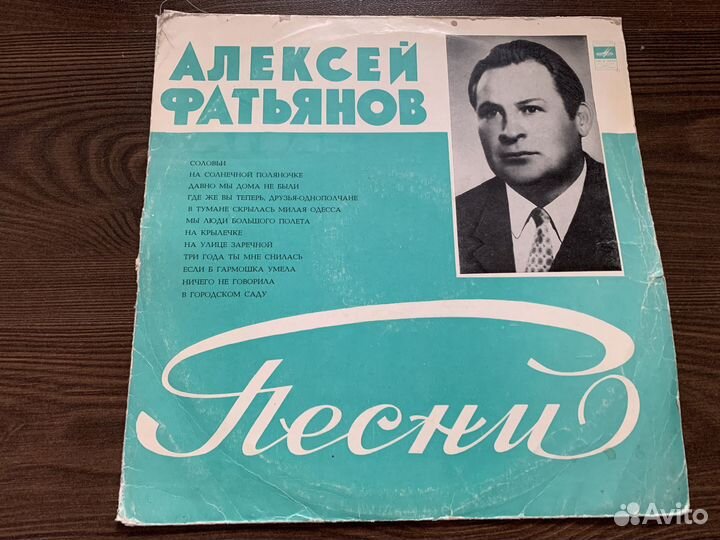 АЛЕКСЕЙ
ФАТЬЯНОВ
СОЛОВЬИ
НА СОЛНЕЧНОЙ ПОЛЯНОЧКЕ
ДАВНО МЫ ДОМА НЕ БЫЛИ
ГДЕ ЖЕ ВЫ ТЕПЕРЬ, ДРУЗЬЯ-ОДНОПОЛЧАНЕ
В ТУМАНЕ СКРЫЛАСЬ МИЛАЯ ОДЕССА
МЫ ЛЮДИ БОЛЬШОГО ПОЛЕТА
НА КРЫЛЕЧКЕ
НА УЛИЦЕ ЗАРЕЧНОЙ
ТРИ ГОДА ТЫ МНЕ СНИЛАСЬ
ЕСЛИ Б ГАРМОШКА УМЕЛА
НИЧЕГО НЕ ГОВОРИЛА
В ГОРОДСКОМ САДУ
Песни
Avito